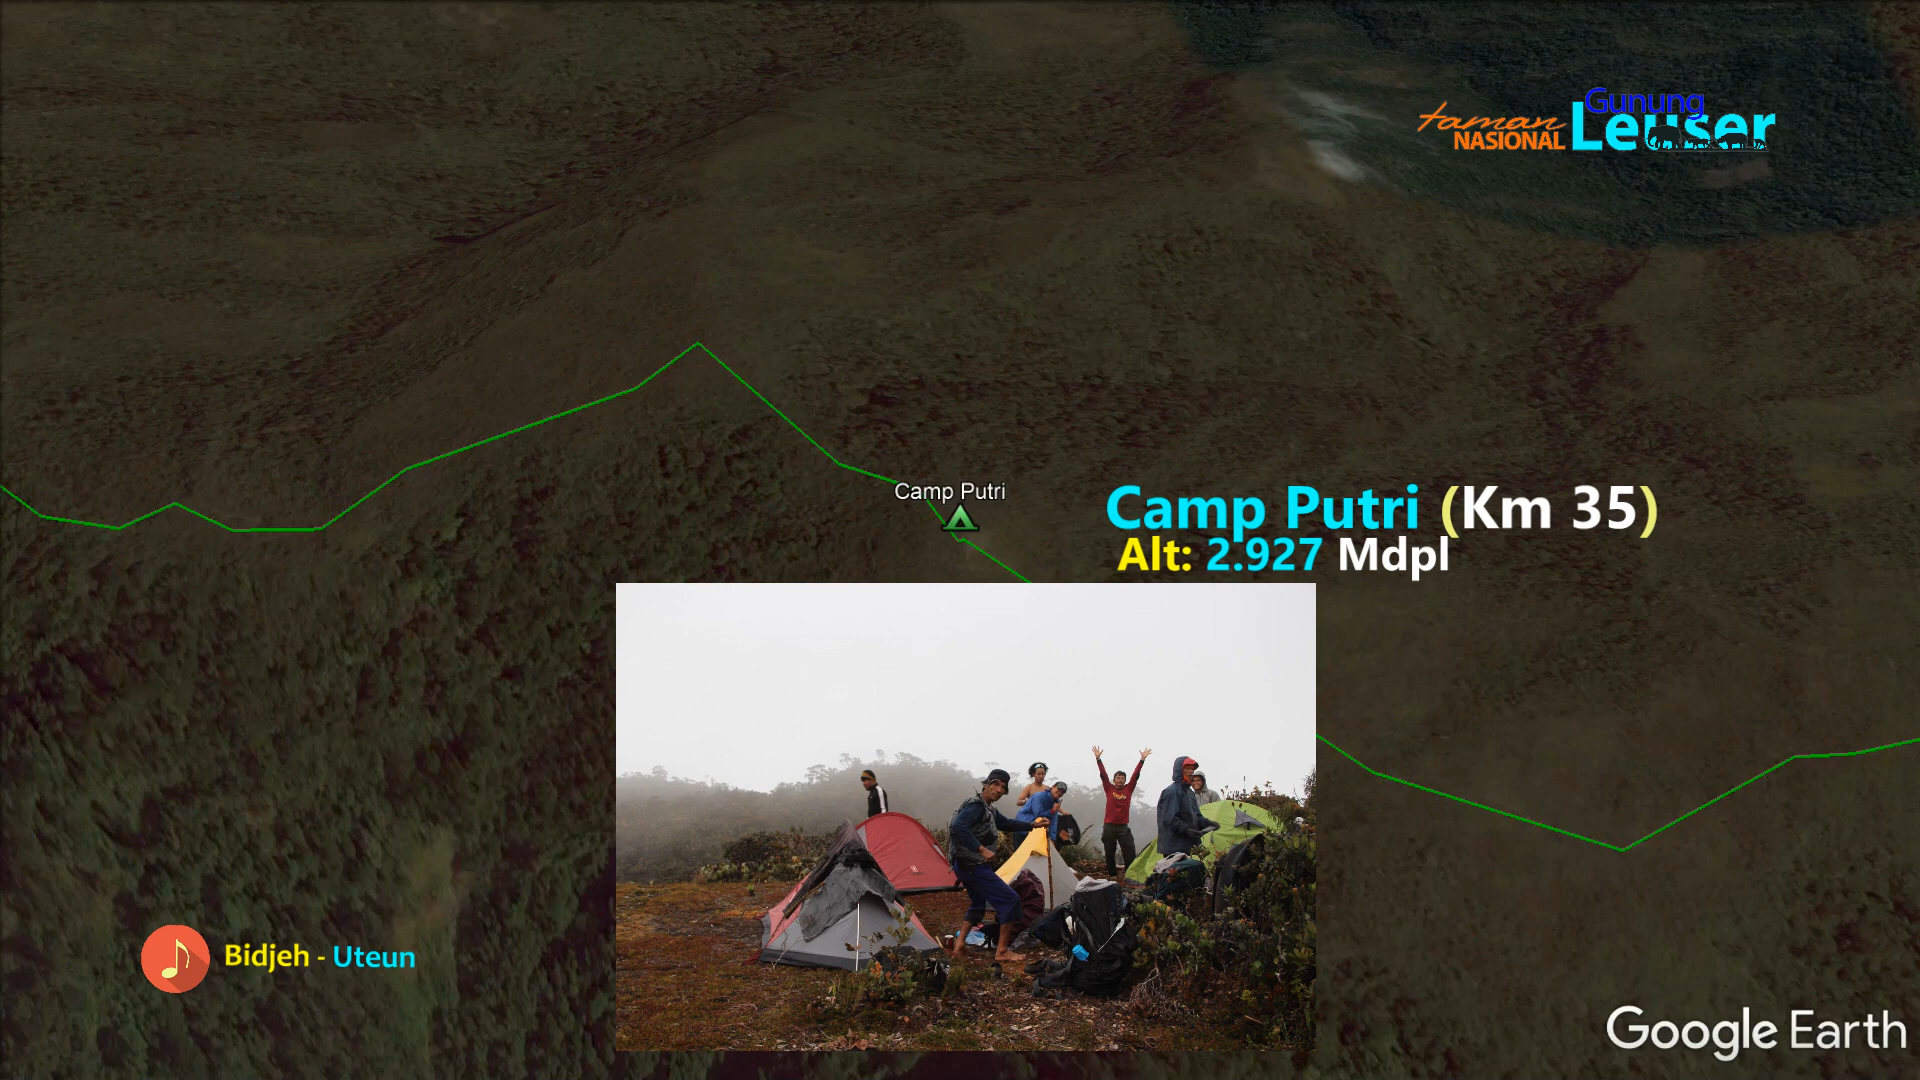 taman
NASIONAL
Gunung
Leuser
Camp Putri
Camp Putri (Km 35)
Alt: 2.927 Mdpl
Bidjeh - Uteun
Google Earth